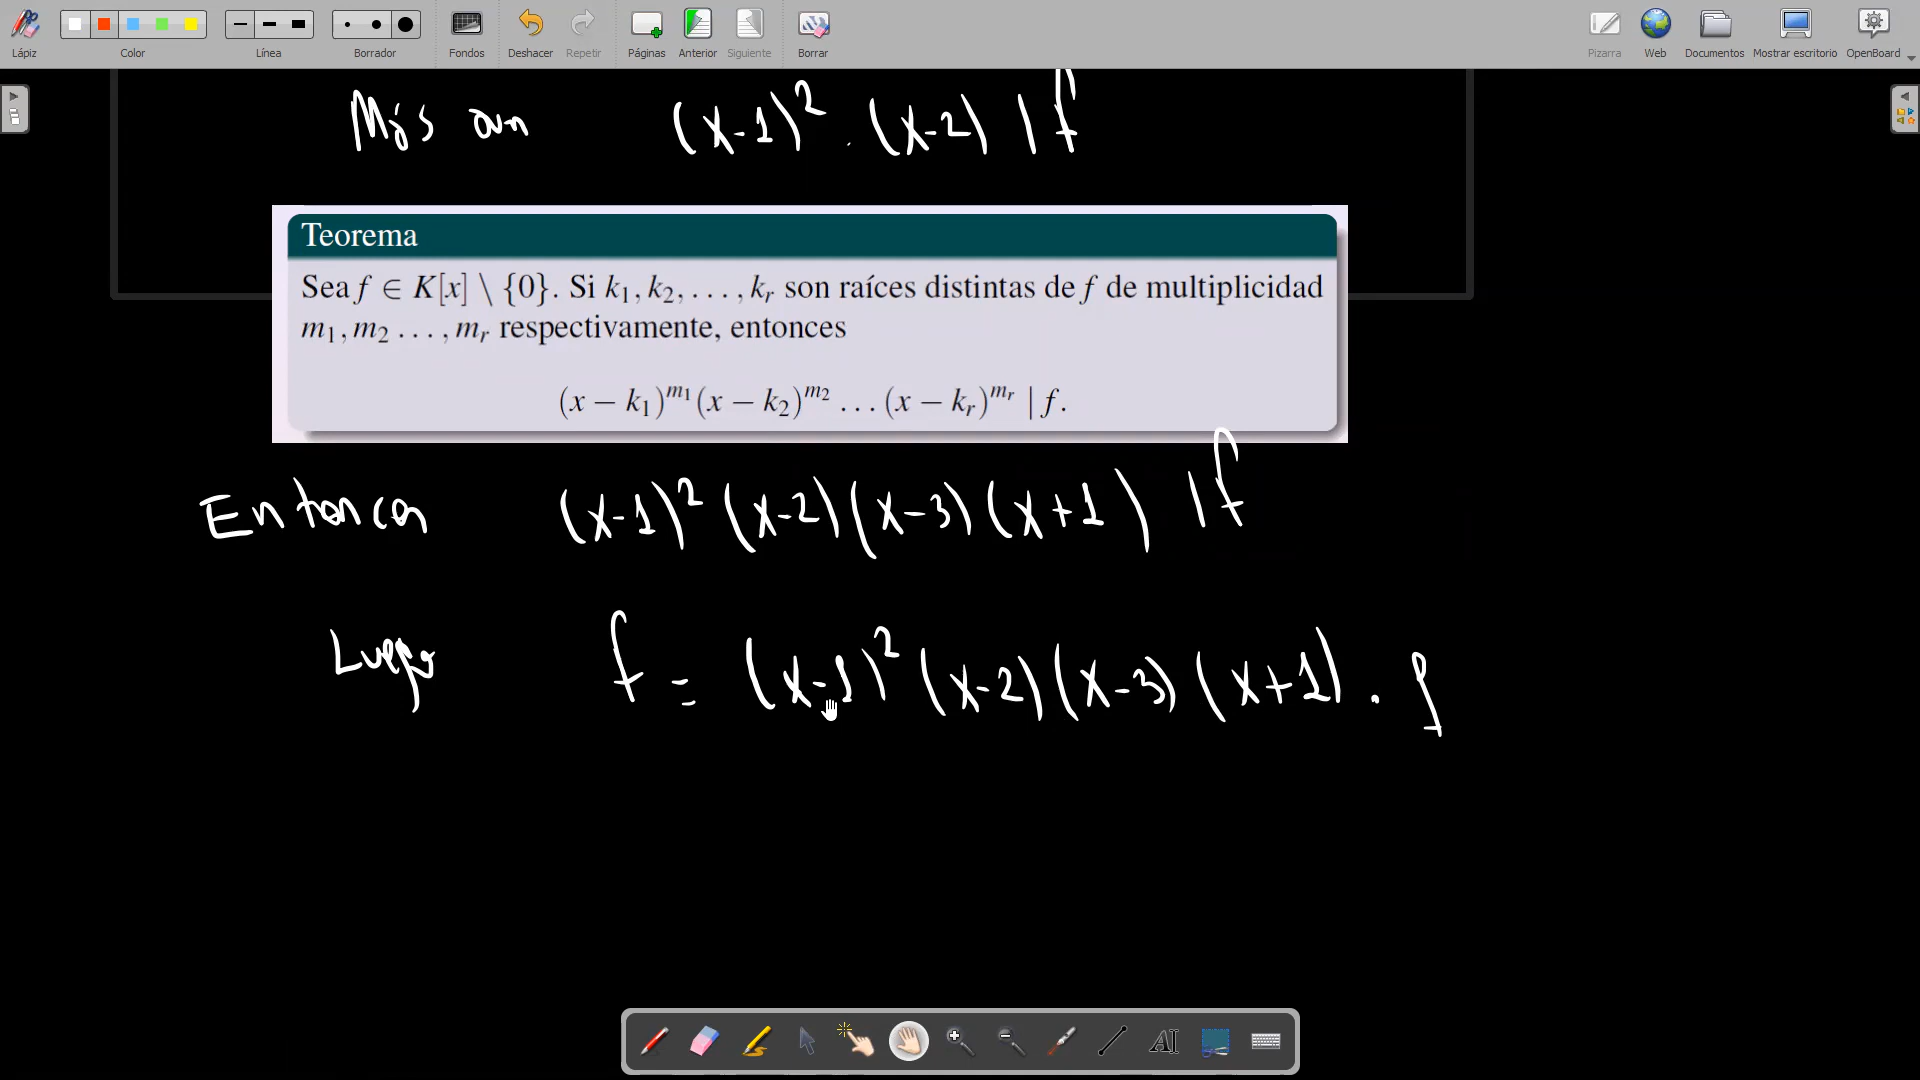 Lápiz Color Línea Borrador Fondos Deshacer Repetir Páginas Anterior Siguiente Borrar Pizarra Web Documentos Mostrar escritorio OpenBoard
Más aun (x-1)² . (x-2) | f
Teorema
Sea f ∈ K[x] \ {0}. Si k₁, k₂, . . . , kᵣ son raíces distintas de f de multiplicidad
m₁, m₂ . . . , mᵣ respectivamente, entonces
(x − k₁)^m₁ (x − k₂)^m₂ . . . (x − kᵣ)^mᵣ | f.
Entonces (x-1)² (x-2) (x-3) (x+1) | f
Luego f = (x-1)² (x-2) (x-3) (x+1) .
AI